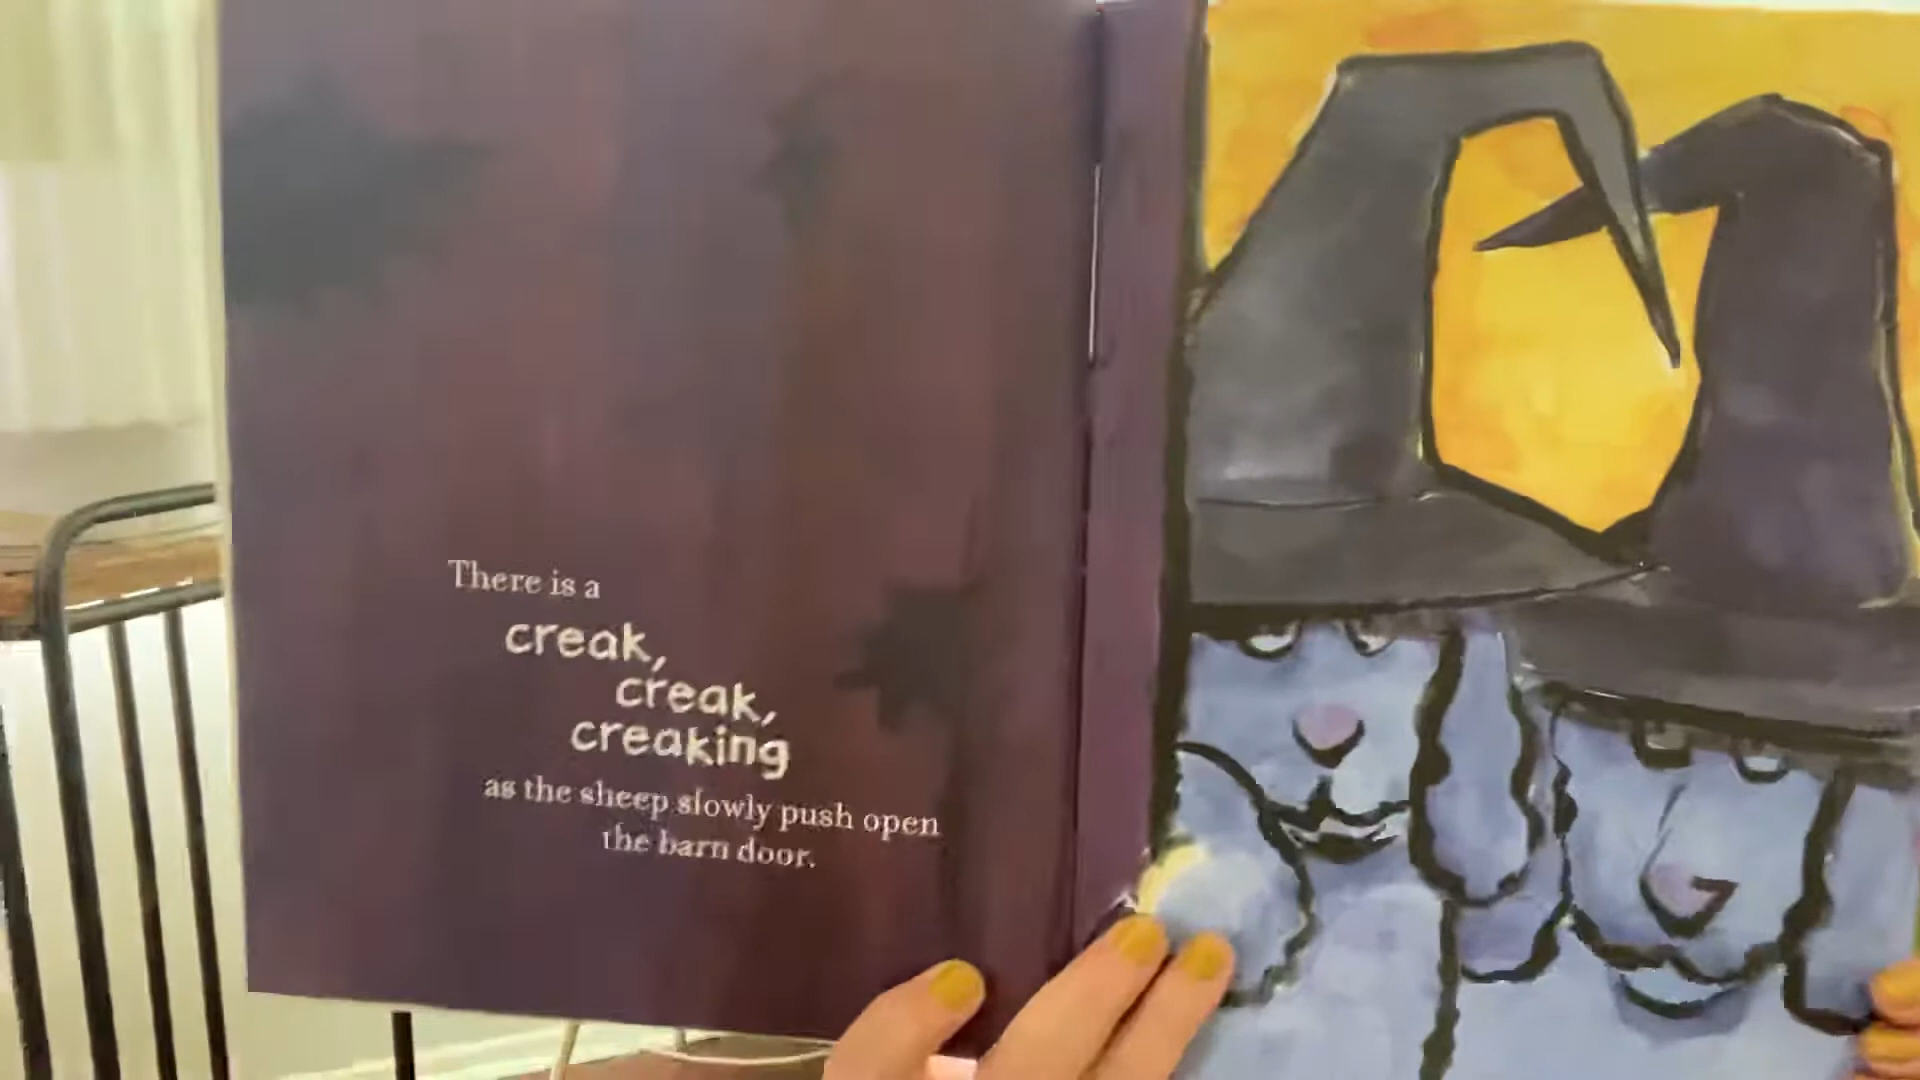 There is a
creak,
creak,
creaking
as the sheep slowly push open
the barn door.